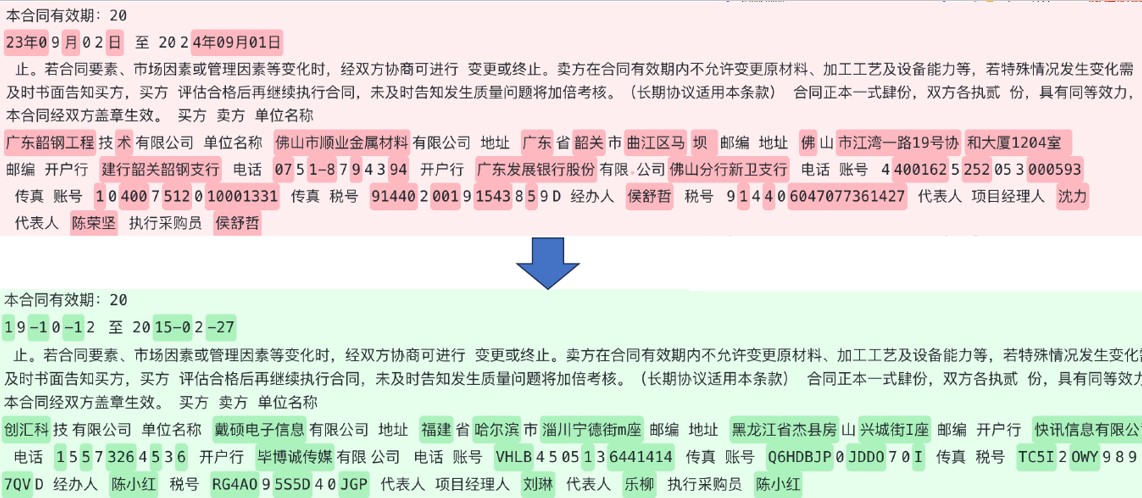 本合同有效期: 20
23年09月02日 至 2024年09月01日
止。若合同要素、市场因素或管理因素等变化时，经双方协商可进行 变更或终止。卖方在合同有效期内不允许变更原材料、加工工艺及设备能力等，若特殊情况发生变化需
及时书面告知买方，买方 评估合格后再继续执行合同，未及时告知发生质量问题将加倍考核。（长期协议适用本条款） 合同正本一式肆份，双方各执贰 份，具有同等效力，
本合同经双方盖章生效。 买方 卖方 单位名称
广东韶钢工程技术有限公司 单位名称 佛山市顺业金属材料有限公司 地址 广东省韶关市曲江区马 坝 邮编 地址 佛山市江湾一路19号协 和大厦1204室
邮编 开户行 建行韶关韶钢支行 电话 0751-8794394 开户行 广东发展银行股份有限.公司佛山分行新卫支行 电话 账号 44001625252053000593
传真 账号 10400751201000 1331 传真 税号 91440200191543859D 经办人 侯舒哲 税号 914406047077361427 代表人 项目经理人 沈力
代表人 陈荣坚 执行采购员 侯舒哲
本合同有效期: 20
19-10-12 至 2015-02-27
止。若合同要素、市场因素或管理因素等变化时，经双方协商可进行 变更或终止。卖方在合同有效期内不允许变更原材料、加工工艺及设备能力等，若特殊情况发生变化
及时书面告知买方，买方 评估合格后再继续执行合同，未及时告知发生质量问题将加倍考核。（长期协议适用本条款） 合同正本一式肆份，双方各执贰 份，具有同等效力
本合同经双方盖章生效。 买方 卖方 单位名称
创汇科技有限公司 单位名称 戴硕电子信息有限公司 地址 福建省哈尔滨市淄川宁德街m座 邮编 地址 黑龙江省杰县房山兴城街I座 邮编 开户行 快讯信息有限公
电话 15573264536 开户行 毕博诚传媒有限 公司 电话 账号 VHLB4505136441414 账号 Q6HDBJP0JDDO70I 传真 税号 TC5I2OWY989
7QVD 经办人 陈小红 税号 RG4AO95S5D40JGP 代表人 项目经理人 刘琳 代表人 乐柳 执行采购员 陈小红